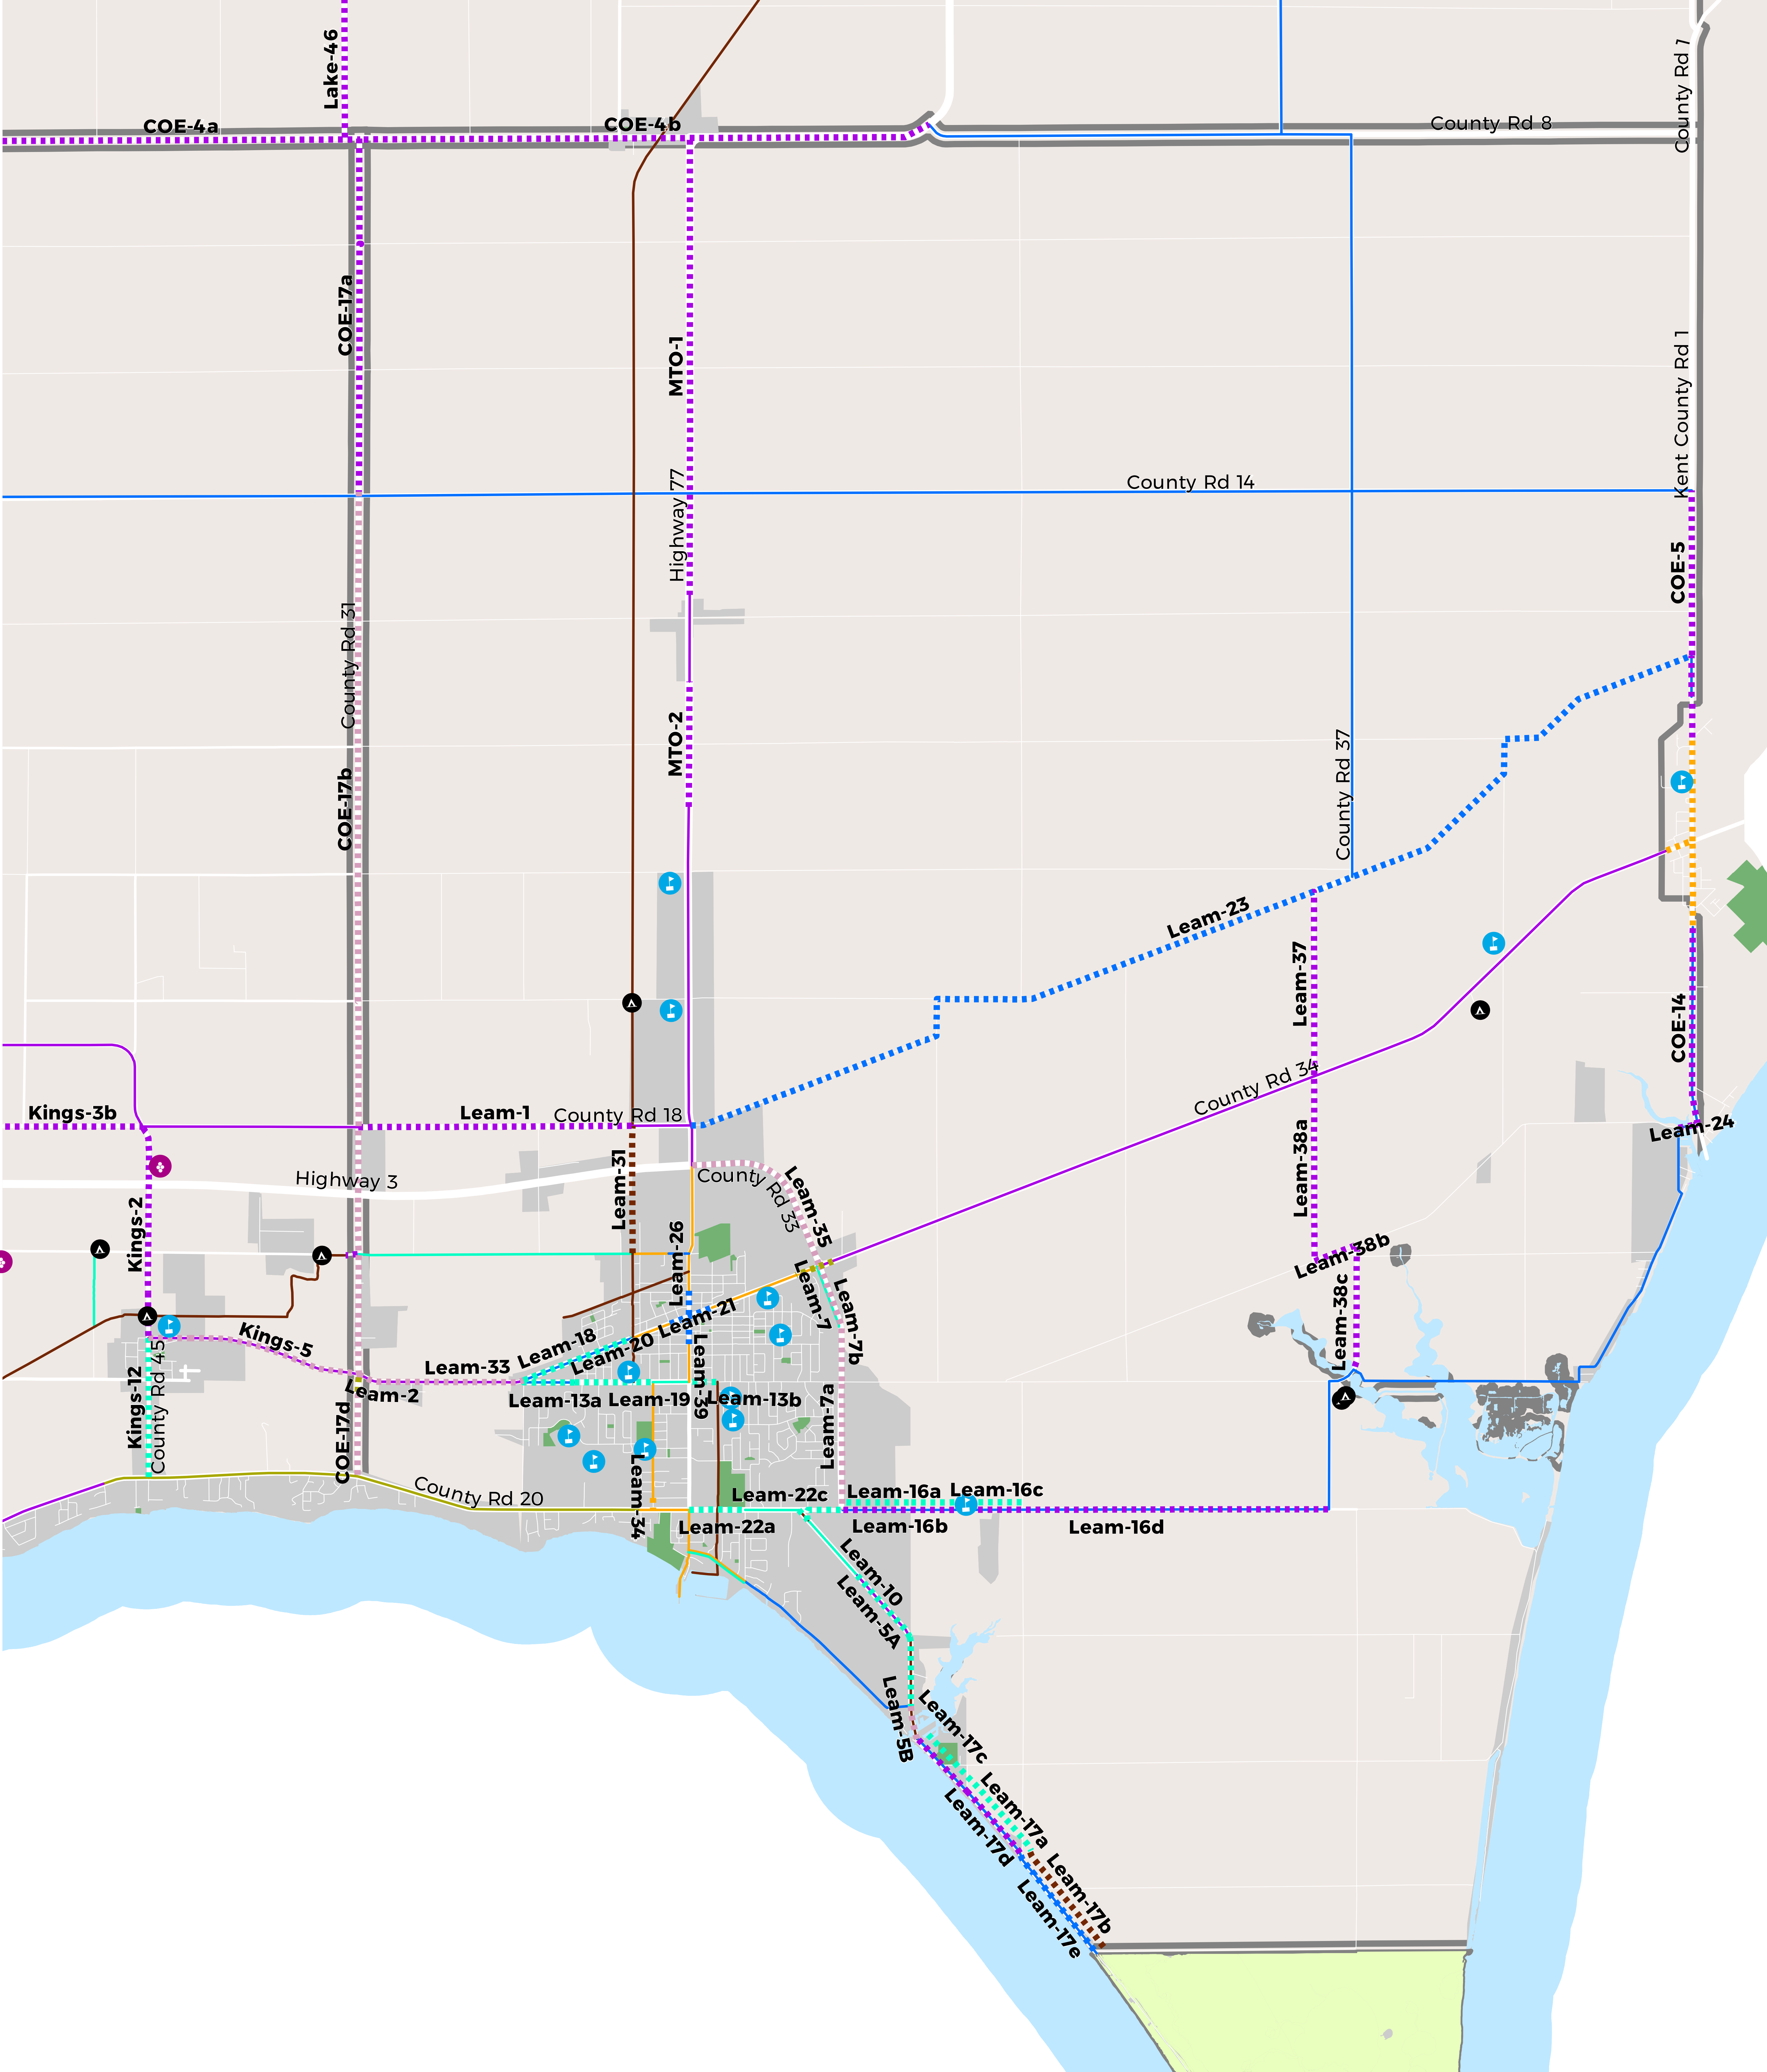 Lake-46
County Rd 1
COE-4a
COE-4b
County Rd 8
COE-17a
MTO-1
Kent County Rd 1
County Rd 14
Highway 77
COE-5
County Rd 31
MTO-2
COE-17b
County Rd 37
Leam-23
Leam-37
COE-14
County Rd 34
Kings-3b
Leam-1
County Rd 18
Leam-24
Leam-38a
Leam-31
Highway 3
County Rd 33
Leam-35
Kings-2
Leam-26
Leam-38b
Leam-7
Leam-7b
Leam-38c
Leam-21
Kings-5
Leam-18
Leam-20
Leam-33
Leam-2
Kings-12
County Rd 45
Leam-39
Leam-13a
Leam-19
Leam-13b
Leam-7a
COE-17d
Leam-34
County Rd 20
Leam-22c
Leam-16a
Leam-16c
Leam-22a
Leam-16b
Leam-16d
Leam-10
Leam-5A
Leam-5B
Leam-17c
Leam-17a
Leam-17d
Leam-17b
Leam-17e